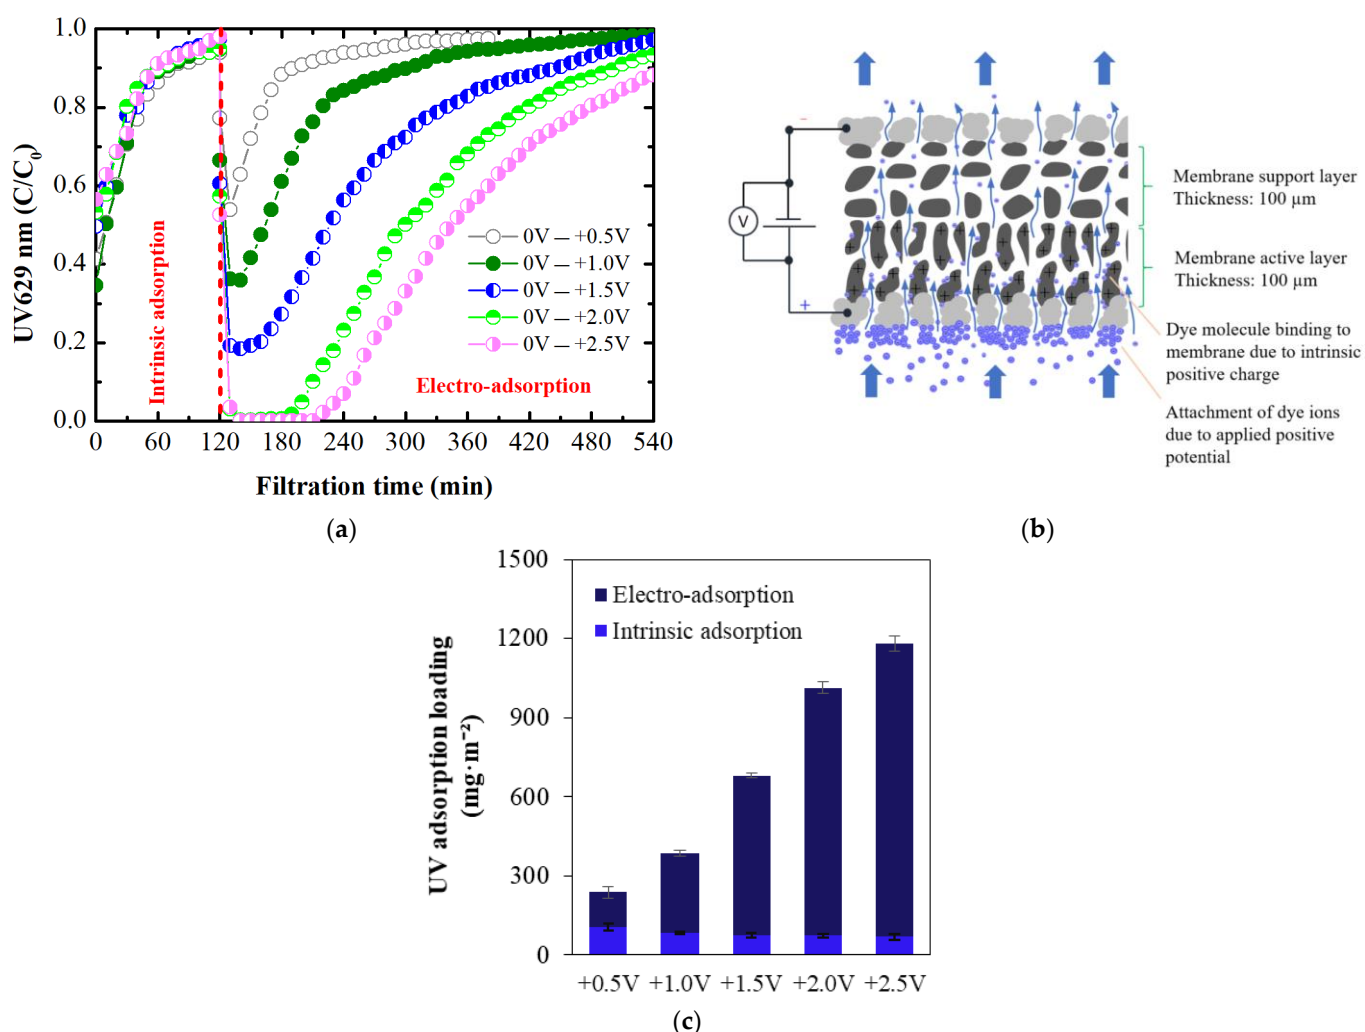 1.0
0.8
0.6
0.4
0.2
0.0
UV629 nm (C/C₀)
Intrinsic adsorption
0V — +0.5V
0V — +1.0V
0V — +1.5V
0V — +2.0V
0V — +2.5V
Electro-adsorption
0 60 120 180 240 300 360 420 480 540
Filtration time (min)
(a)
−
V
+
Membrane support layer
Thickness: 100 µm
Membrane active layer
Thickness: 100 µm
Dye molecule binding to
membrane due to intrinsic
positive charge
Attachment of dye ions
due to applied positive
potential
(b)
1500
1200
900
600
300
0
UV adsorption loading
(mg·m⁻²)
Electro-adsorption
Intrinsic adsorption
+0.5V +1.0V +1.5V +2.0V +2.5V
(c)